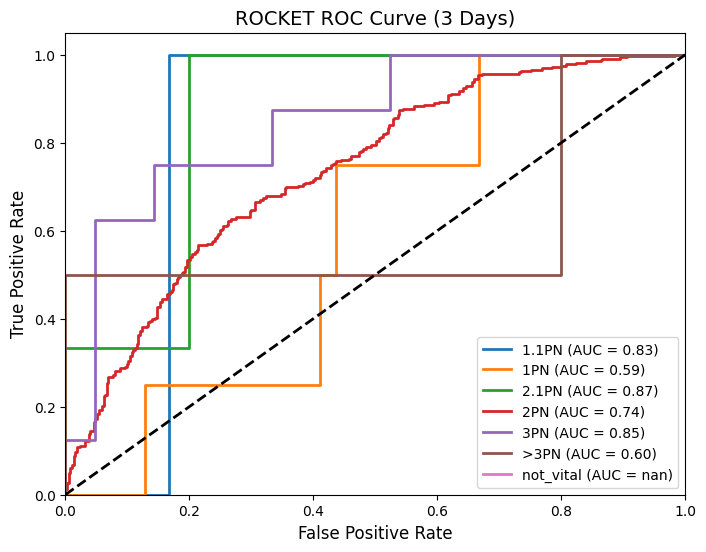 ROCKET ROC Curve (3 Days)
True Positive Rate
1.0
0.8
0.6
0.4
0.2
0.0
0.0 0.2 0.4 0.6 0.8 1.0
False Positive Rate
1.1PN (AUC = 0.83)
1PN (AUC = 0.59)
2.1PN (AUC = 0.87)
2PN (AUC = 0.74)
3PN (AUC = 0.85)
>3PN (AUC = 0.60)
not_vital (AUC = nan)